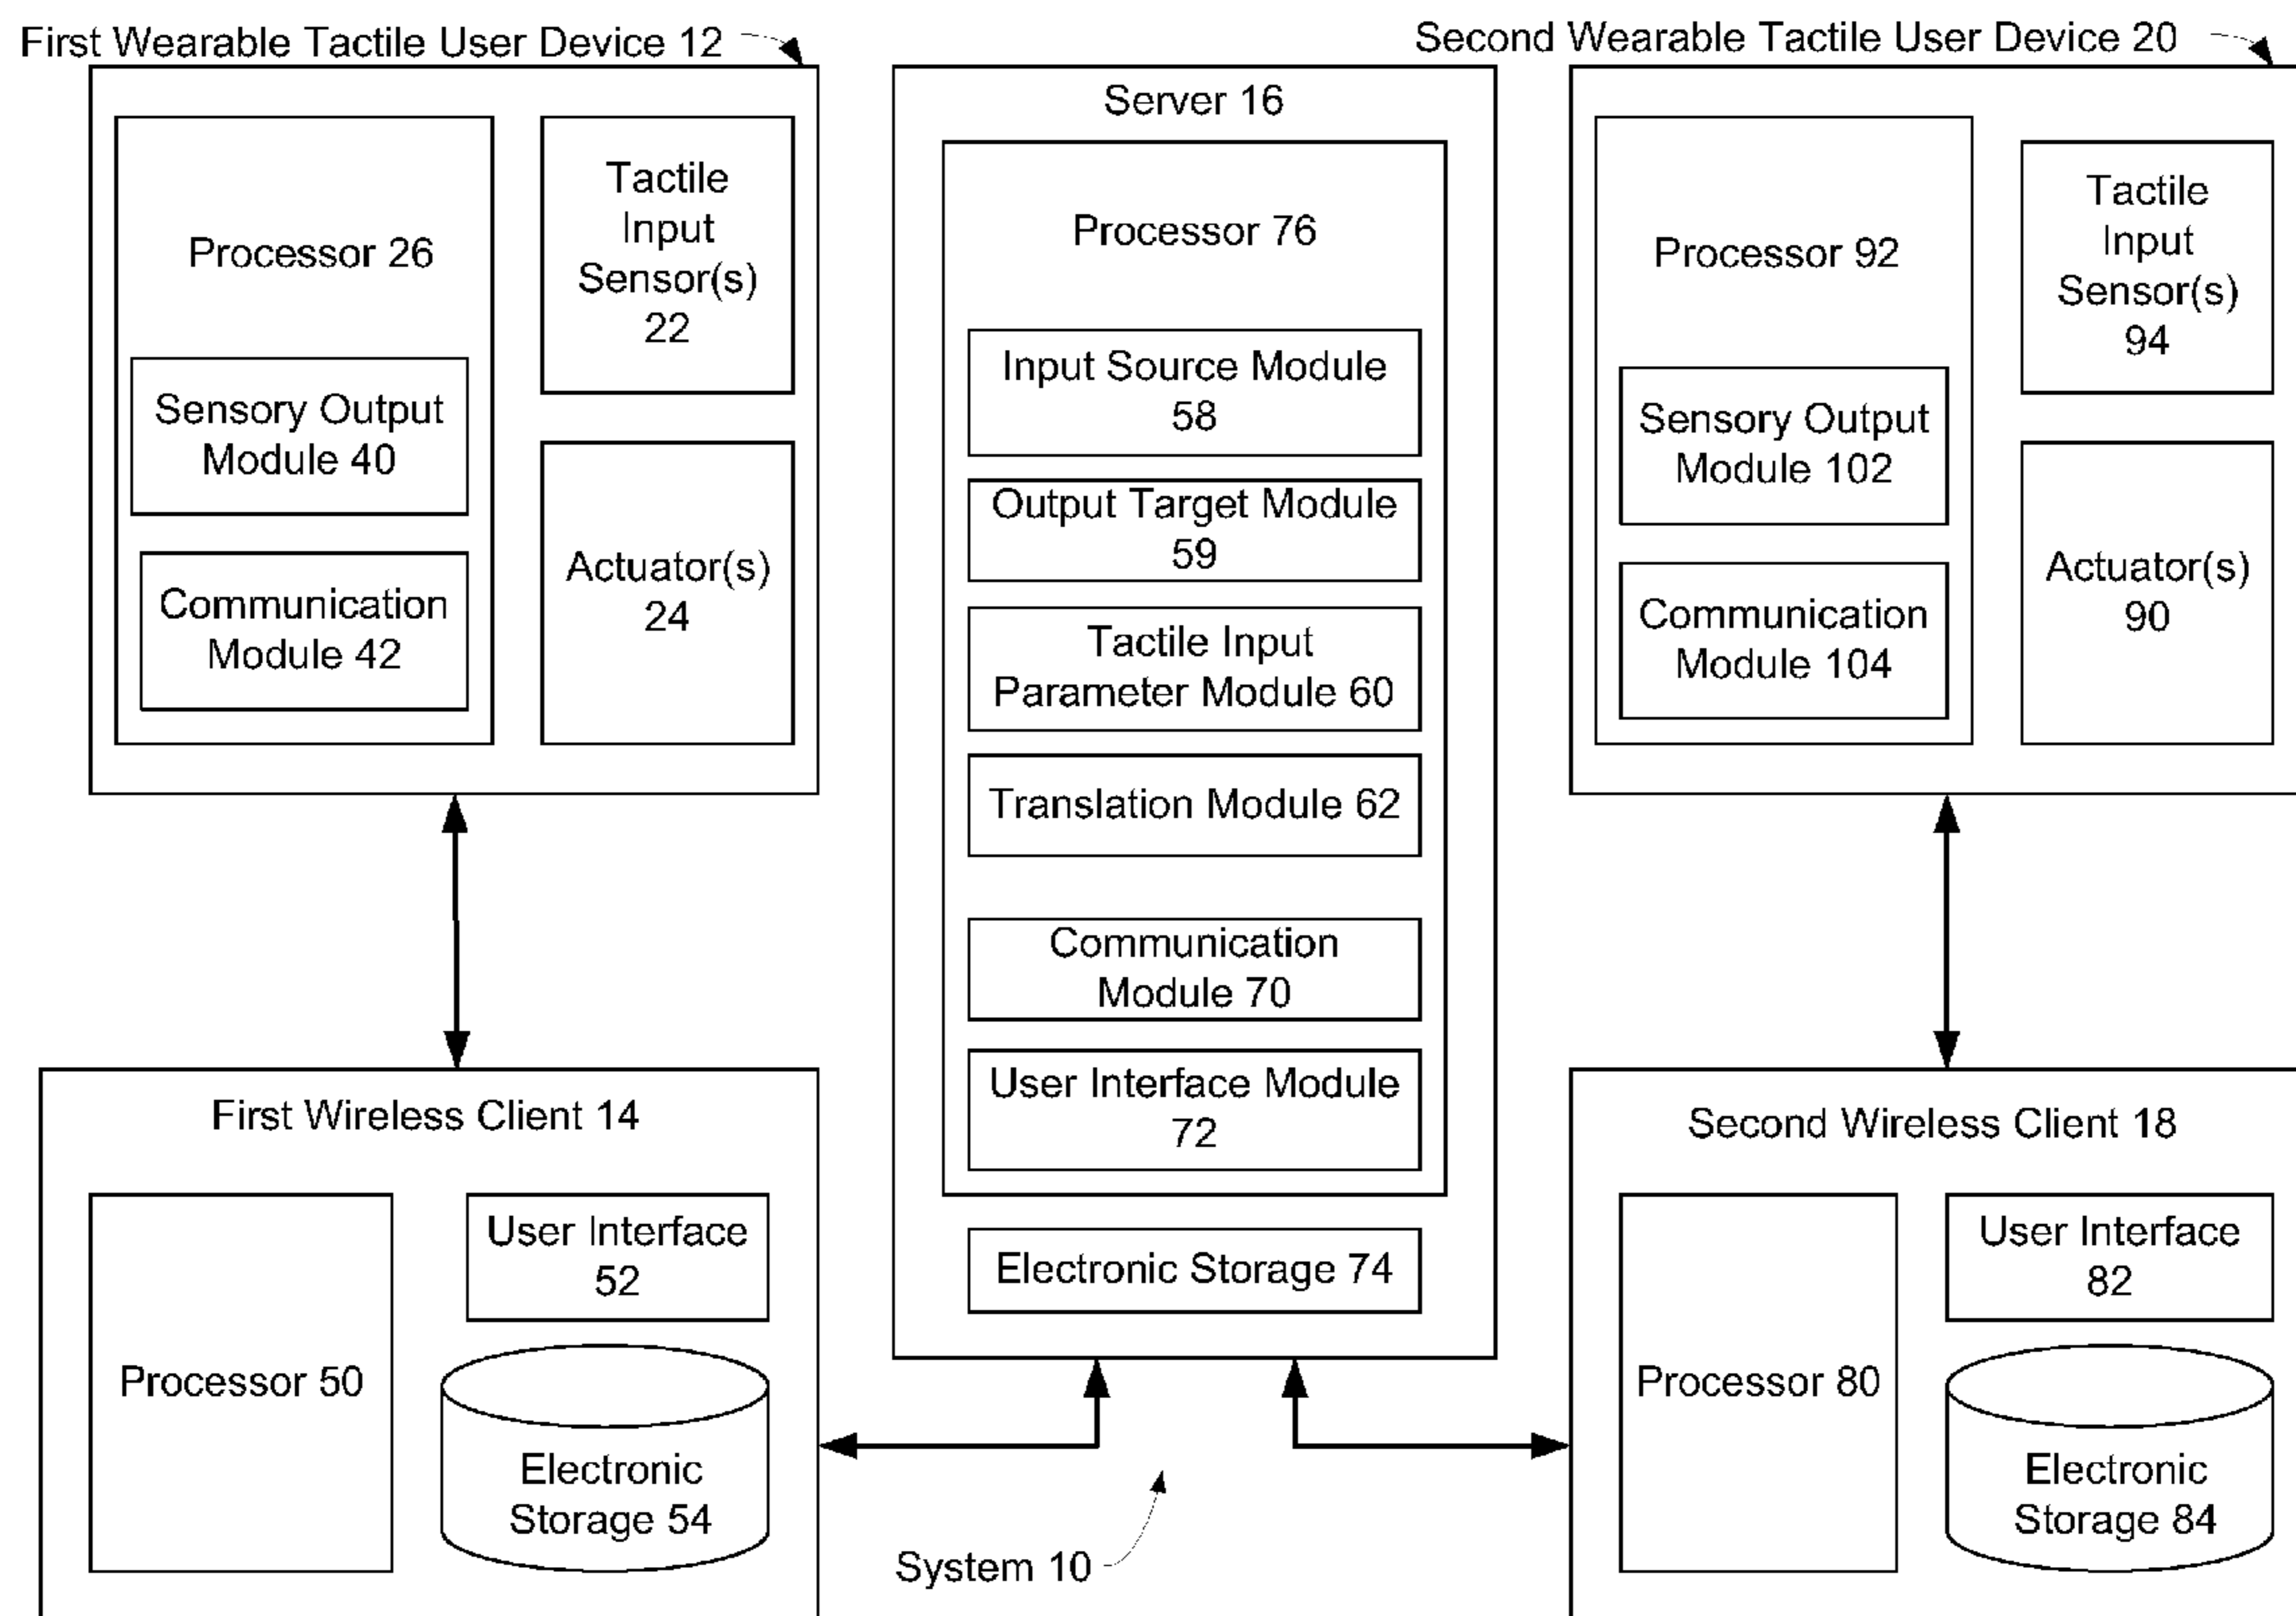 First Wearable Tactile User Device 12
Processor 26
Sensory Output
Module 40
Communication
Module 42
Tactile
Input
Sensor(s)
22
Actuator(s)
24
First Wireless Client 14
Processor 50
User Interface
52
Electronic
Storage 54
Server 16
Processor 76
Input Source Module
58
Output Target Module
59
Tactile Input
Parameter Module 60
Translation Module 62
Communication
Module 70
User Interface Module
72
Electronic Storage 74
System 10
Second Wearable Tactile User Device 20
Processor 92
Sensory Output
Module 102
Communication
Module 104
Tactile
Input
Sensor(s)
94
Actuator(s)
90
Second Wireless Client 18
Processor 80
User Interface
82
Electronic
Storage 84